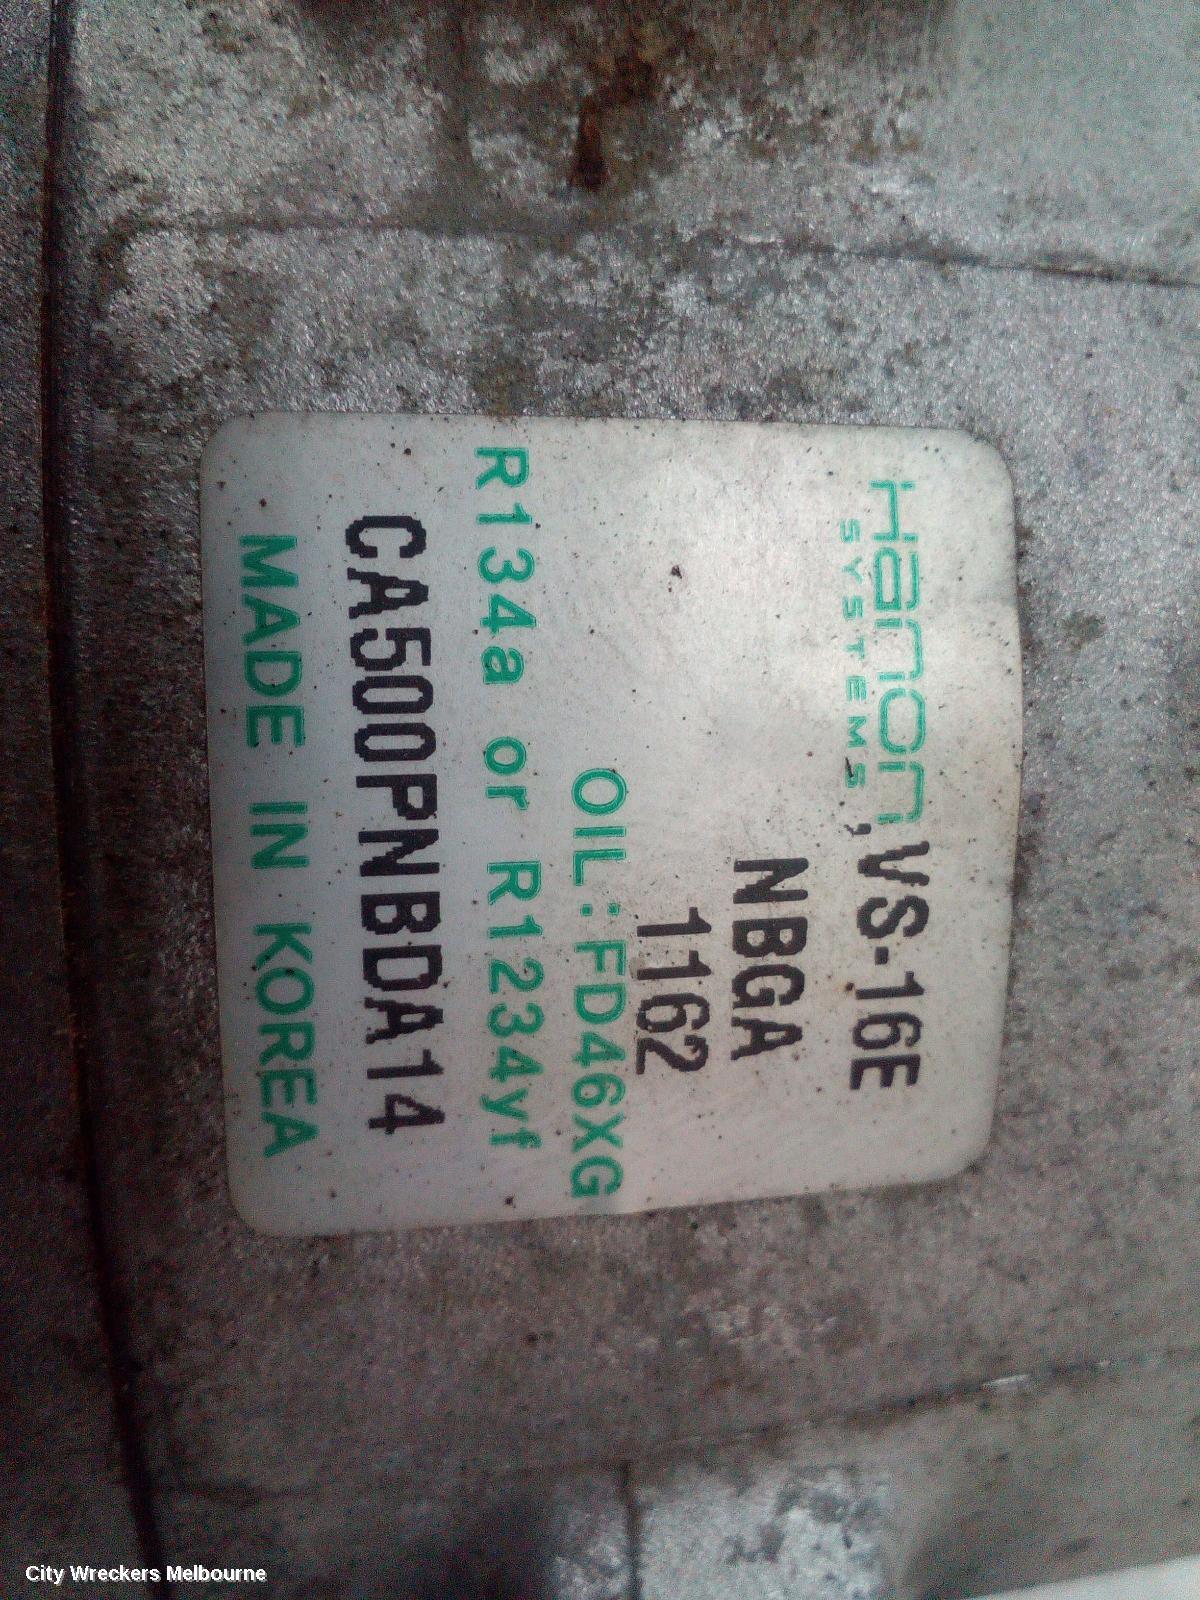 Hanon VS-16E
SYSTEMS
NBGA
1162
OIL:FD46XG
R134a or R1234yf
CA500PNBDA14
MADE IN KOREA
City Wreckers Melbourne